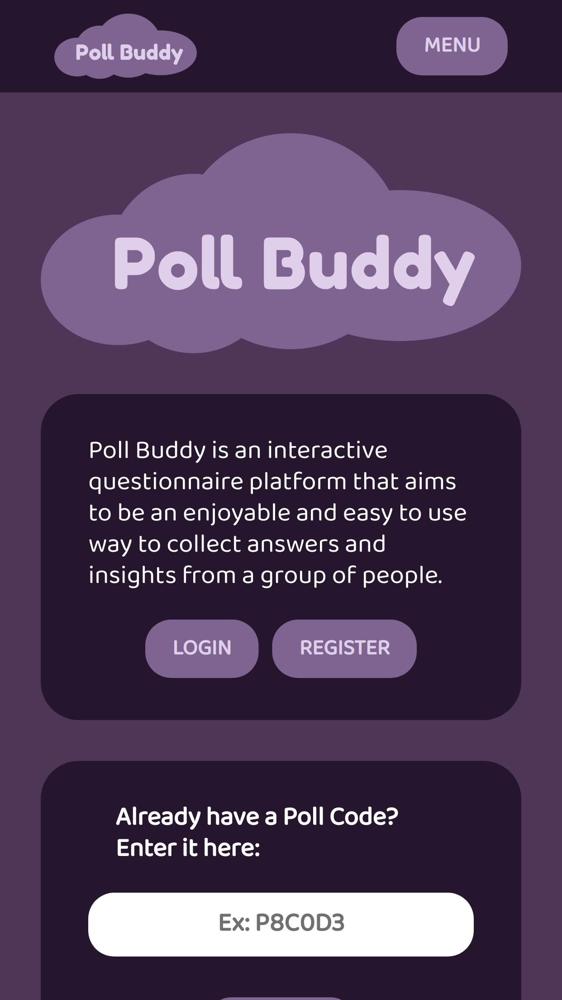 Poll Buddy
MENU
Poll Buddy
Poll Buddy is an interactive
questionnaire platform that aims
to be an enjoyable and easy to use
way to collect answers and
insights from a group of people.
LOGIN
REGISTER
Already have a Poll Code?
Enter it here:
Ex: P8C0D3